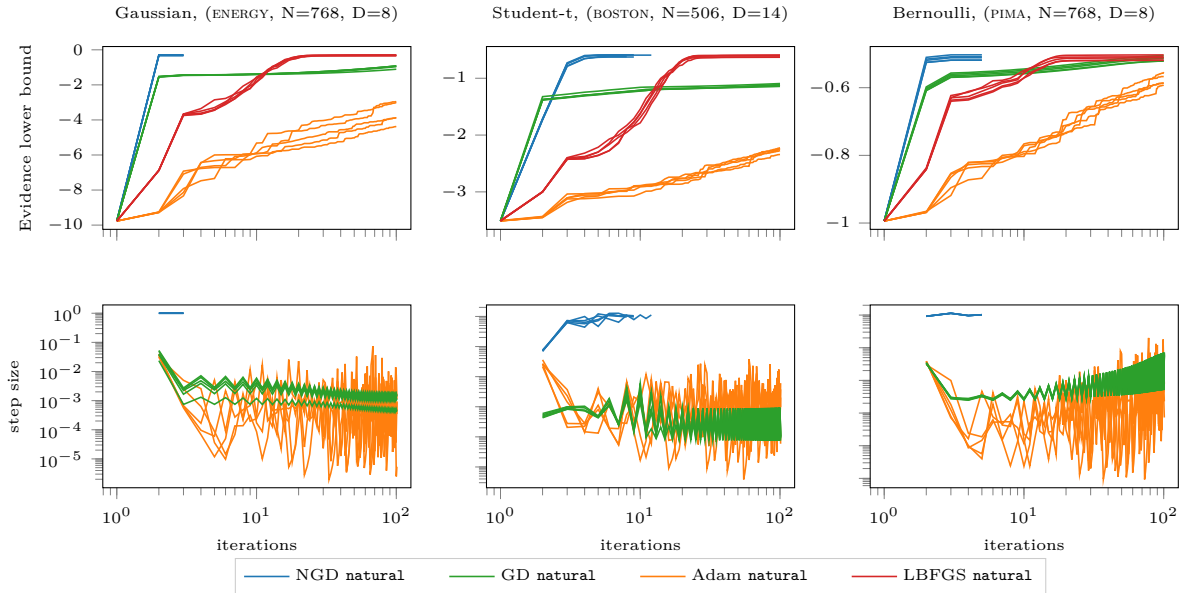 Gaussian, (ENERGY, N=768, D=8)
Student-t, (BOSTON, N=506, D=14)
Bernoulli, (PIMA, N=768, D=8)
Evidence lower bound
0
−2
−4
−6
−8
−10
−1
−2
−3
−0.6
−0.8
−1
step size
10^0
10^−1
10^−2
10^−3
10^−4
10^−5
10^0
10^1
10^2
10^0
10^1
10^2
10^0
10^1
10^2
iterations
iterations
iterations
NGD natural
GD natural
Adam natural
LBFGS natural